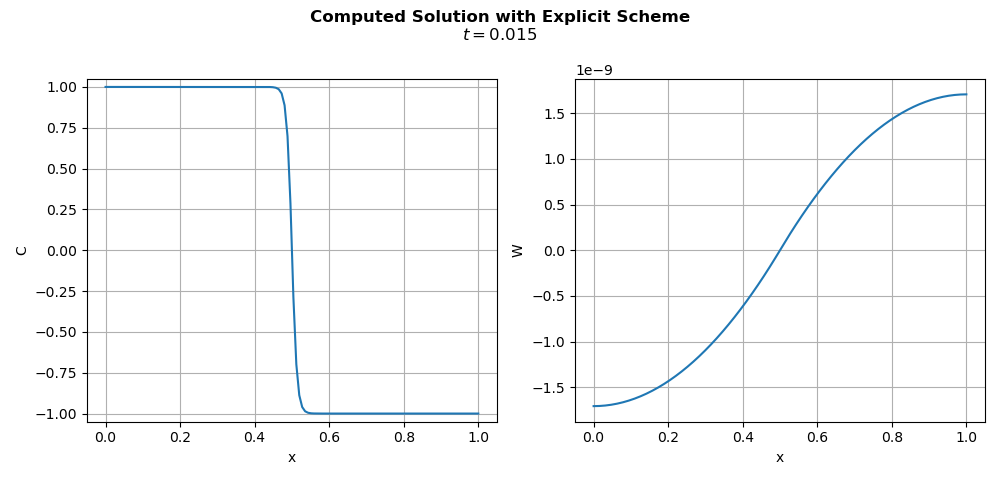 Computed Solution with Explicit Scheme
t = 0.015
1.00
0.75
0.50
0.25
0.00
−0.25
−0.50
−0.75
−1.00
C
0.0 0.2 0.4 0.6 0.8 1.0
x
1e−9
1.5
1.0
0.5
0.0
−0.5
−1.0
−1.5
W
0.0 0.2 0.4 0.6 0.8 1.0
x